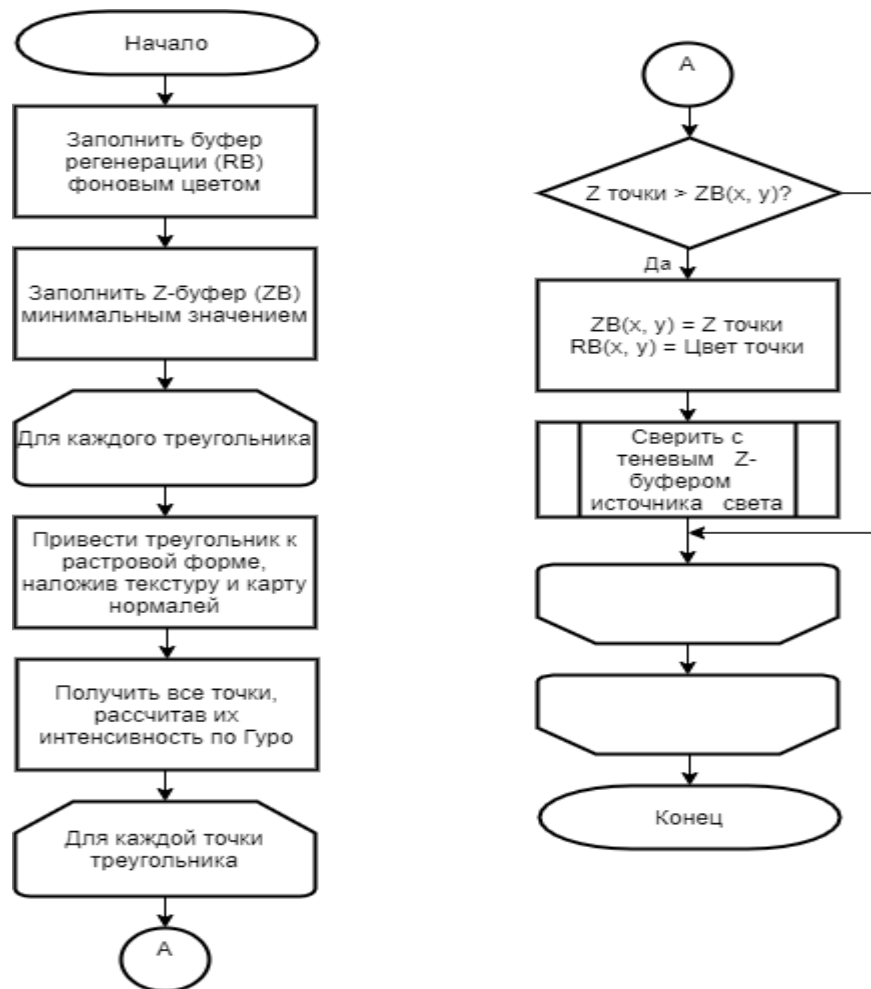 Начало
Заполнить буфер
регенерации (RB)
фоновым цветом
Заполнить Z-буфер (ZB)
минимальным значением
Для каждого треугольника
Привести треугольник к
растровой форме,
наложив текстуру и карту
нормалей
Получить все точки,
рассчитав их
интенсивность по Гуро
Для каждой точки
треугольника
А
А
Z точки > ZB(x, y)?
Да
ZB(x, y) = Z точки
RB(x, y) = Цвет точки
Сверить с
теневым Z-
буфером
источника света
Конец